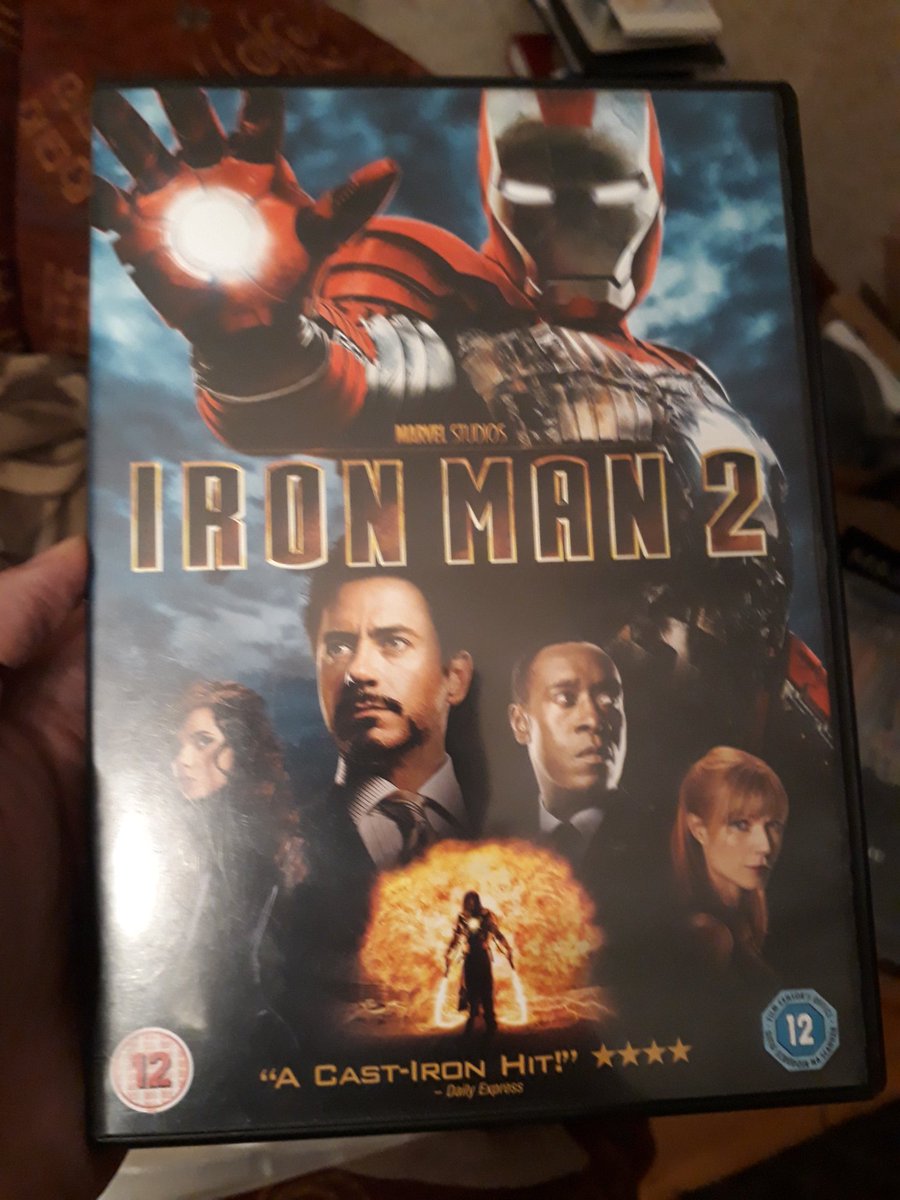 MARVEL STUDIOS
IRON MAN 2
12
"A CAST-IRON HIT!" ★★★★
– Daily Express
12